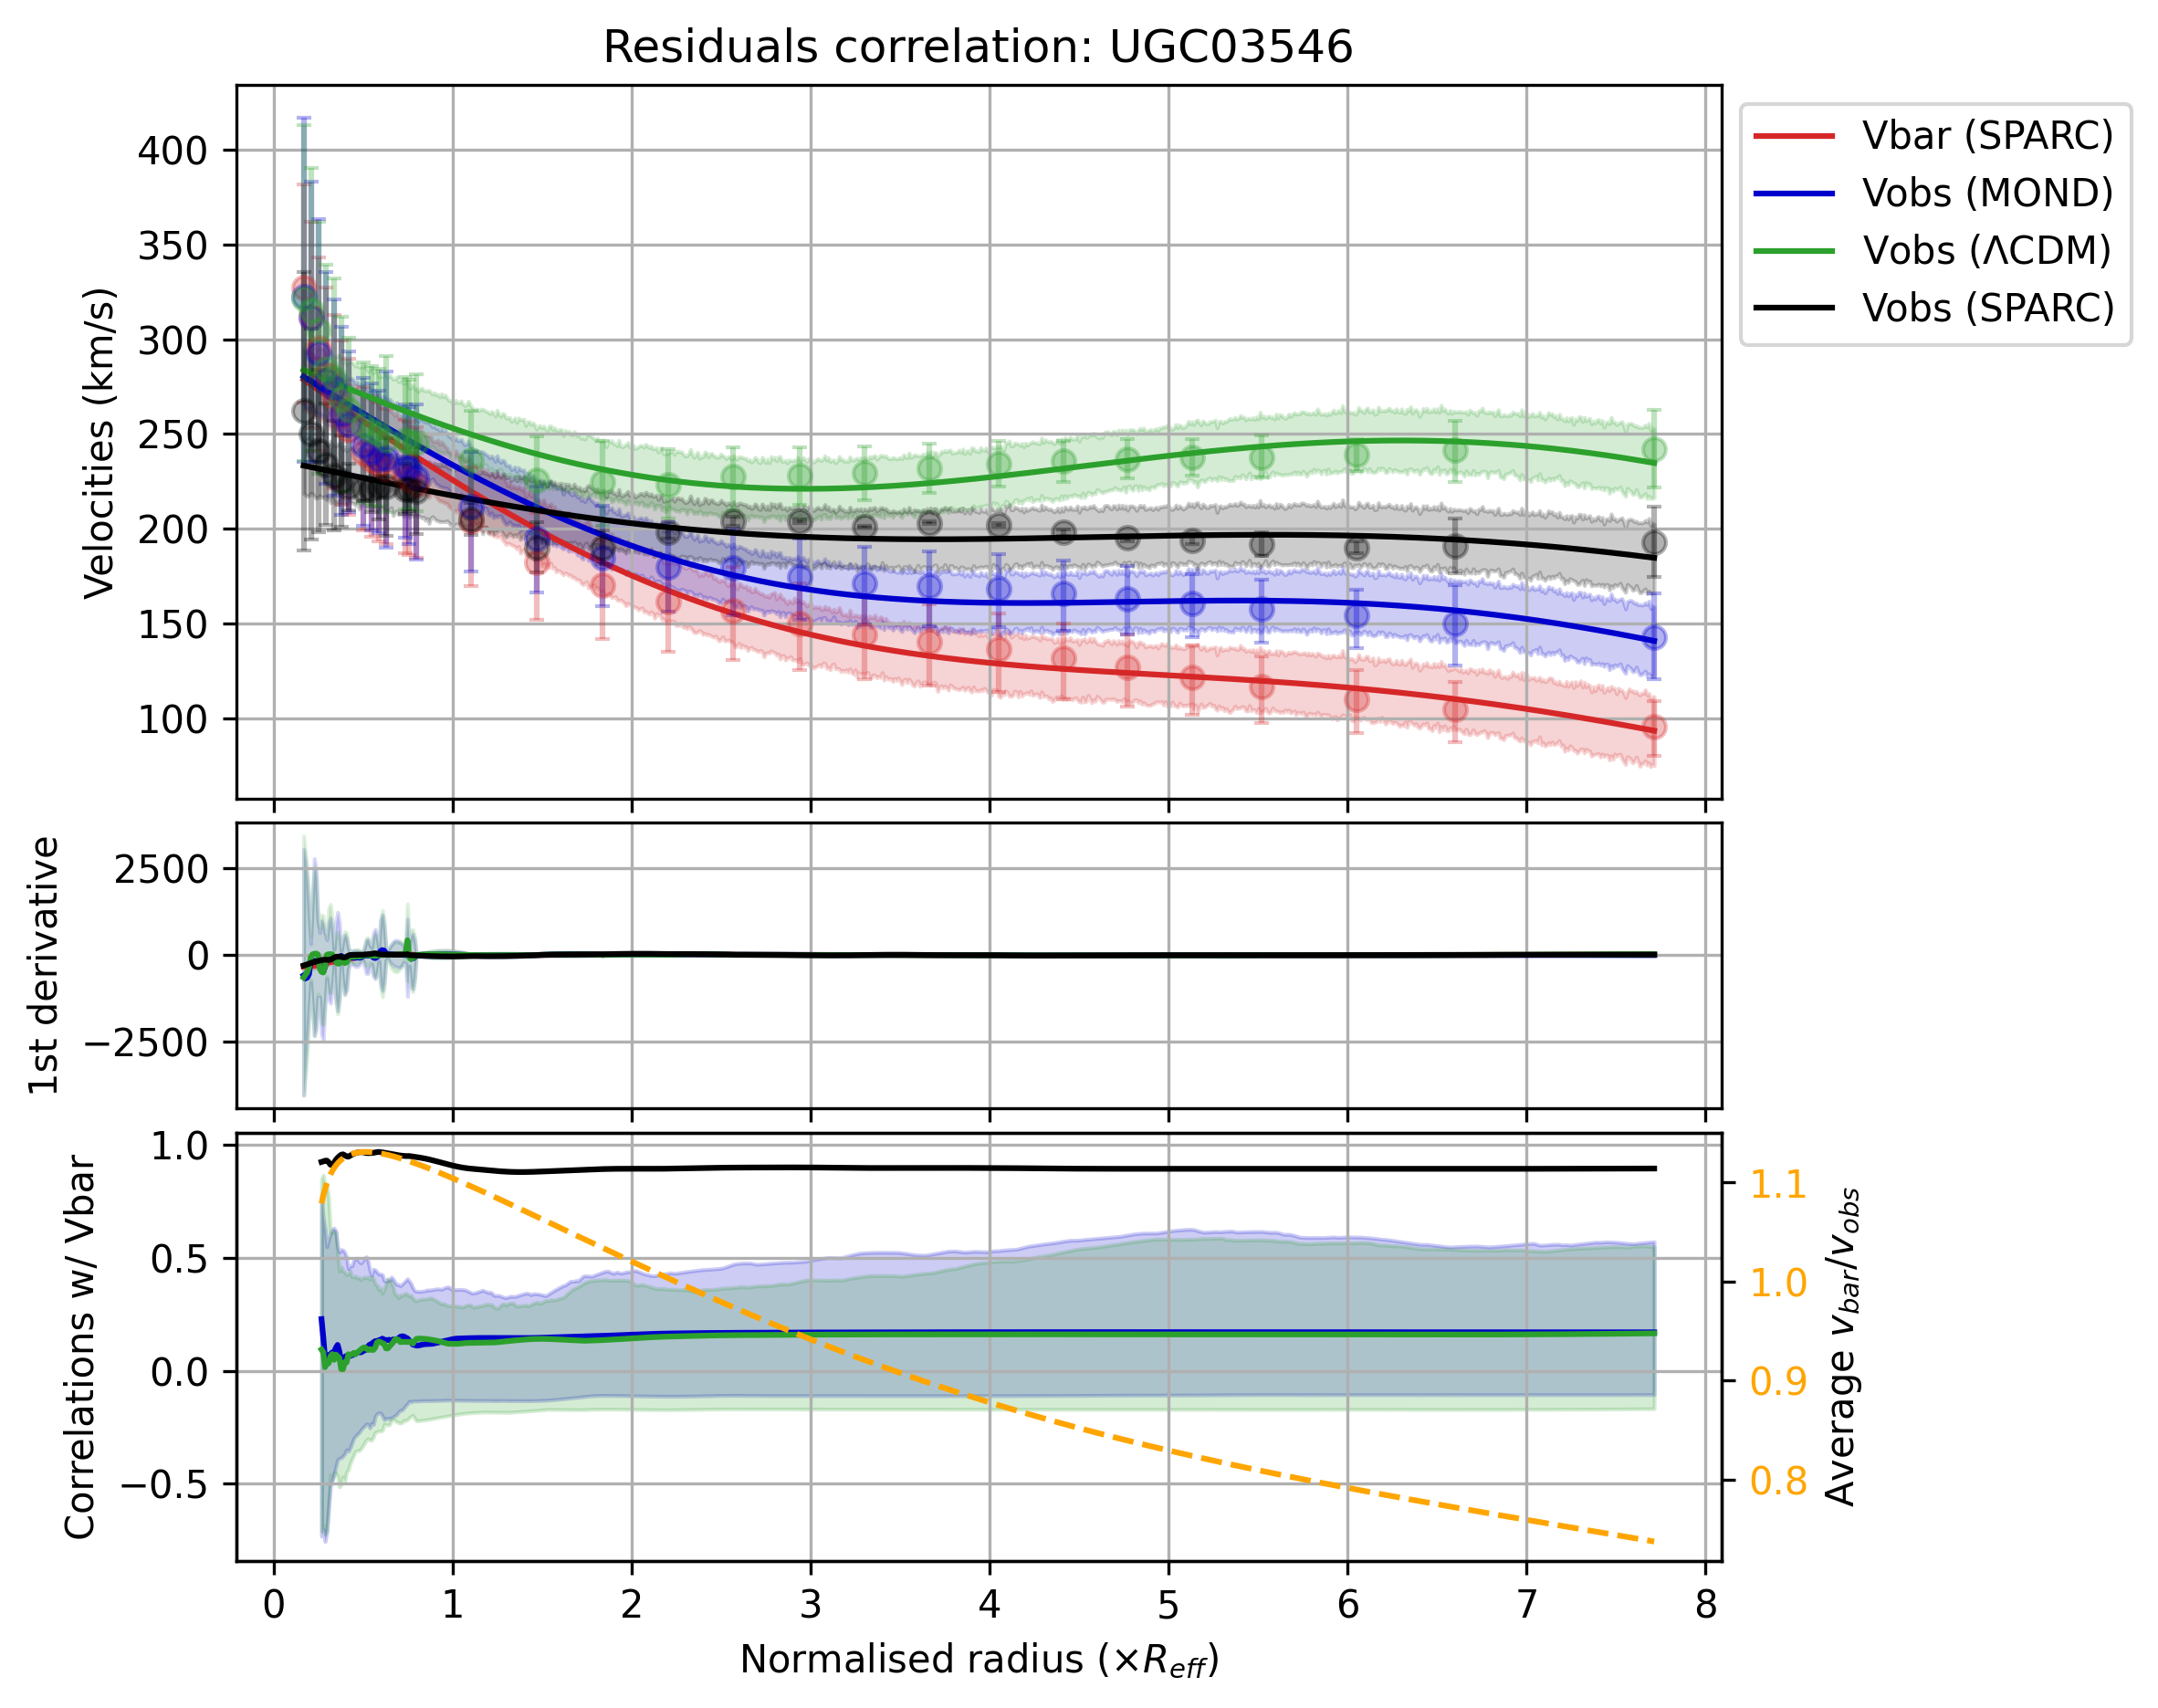 Residuals correlation: UGC03546
Velocities (km/s)
400
350
300
250
200
150
100
Vbar (SPARC)
Vobs (MOND)
Vobs (ΛCDM)
Vobs (SPARC)
1st derivative
2500
0
−2500
Correlations w/ Vbar
1.0
0.5
0.0
−0.5
1.1
1.0
0.9
0.8
Average v_bar/v_obs
0 1 2 3 4 5 6 7 8
Normalised radius (×R_eff)